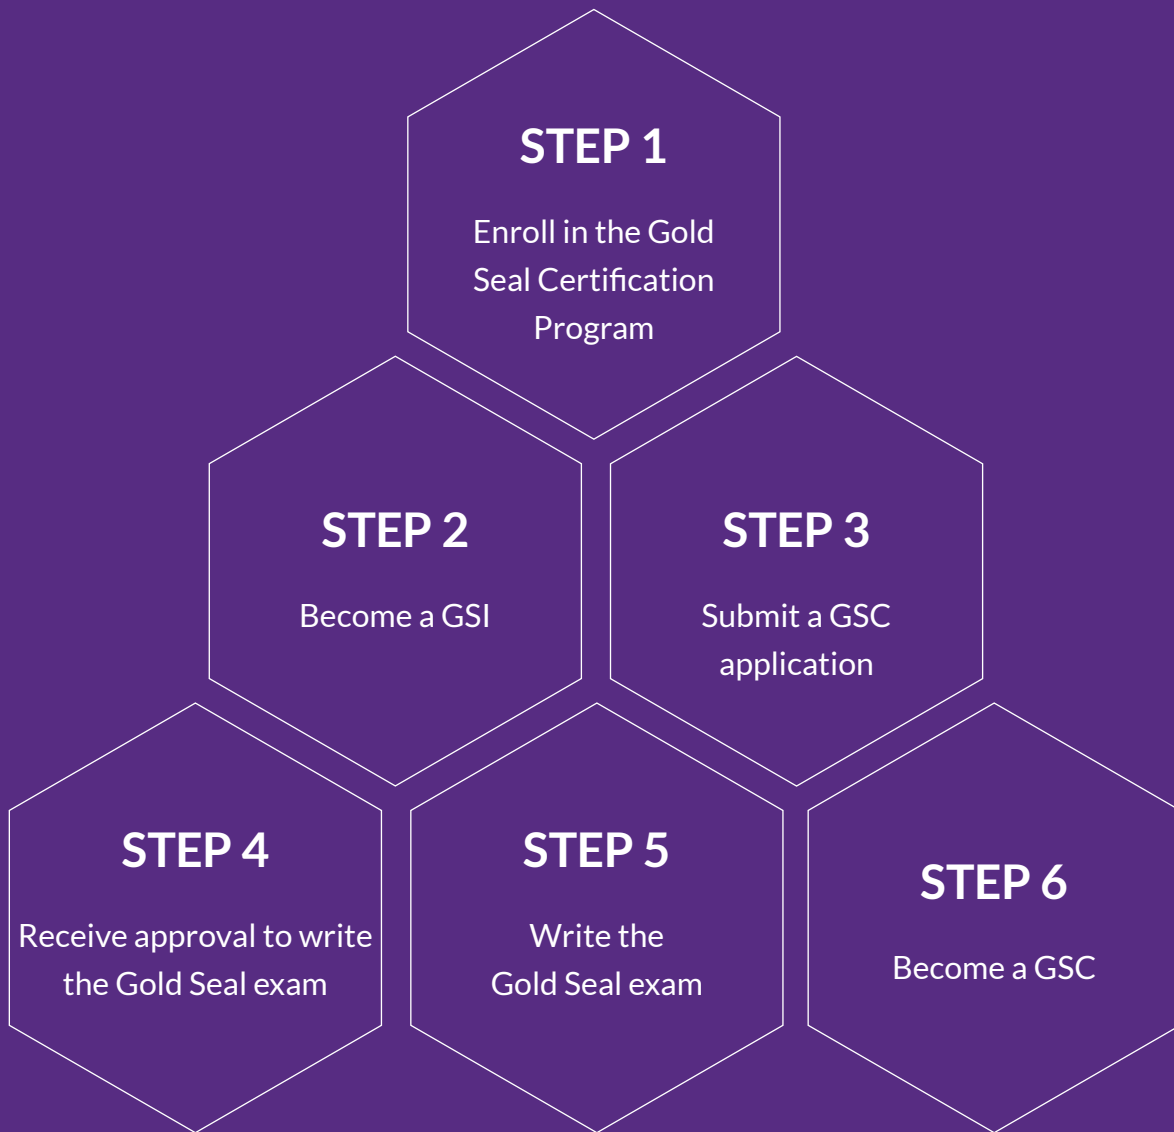 STEP 1
Enroll in the Gold
Seal Certification
Program
STEP 2
Become a GSI
STEP 3
Submit a GSC
application
STEP 4
Receive approval to write
the Gold Seal exam
STEP 5
Write the
Gold Seal exam
STEP 6
Become a GSC